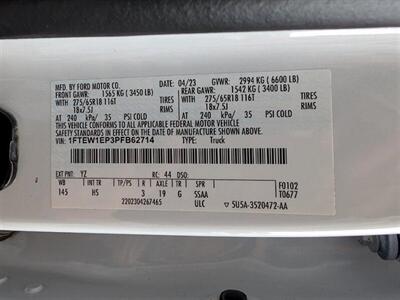 MFD. BY FORD MOTOR CO. 04/23 GVWR: 2994 KG (6600 LB)
FRONT GAWR: 1565 KG (3450 LB) REAR GAWR: 1542 KG (3400 LB)
WITH 275/65R18 116T TIRES WITH 275/65R18 116T TIRES
18x7.5J RIMS 18x7.5J RIMS
AT 240 kPa/ 35 PSI COLD AT 240 kPa/ 35 PSI COLD
THIS VEHICLE CONFORMS TO ALL APPLICABLE FEDERAL MOTOR VEHICLE
SAFETY STANDARDS IN EFFECT ON THE DATE OF MANUFACTURE SHOWN ABOVE.
VIN: 1FTEW1EP3PFB62714 TYPE: Truck
EXT PNT: YZ RC: 44 DSO: F0102
WB INT TR TP/PS R AXLE TR SPR T0677
145 HS 3 19 G SSAA
2202304267465 ULC 5U5A-3520472-AA